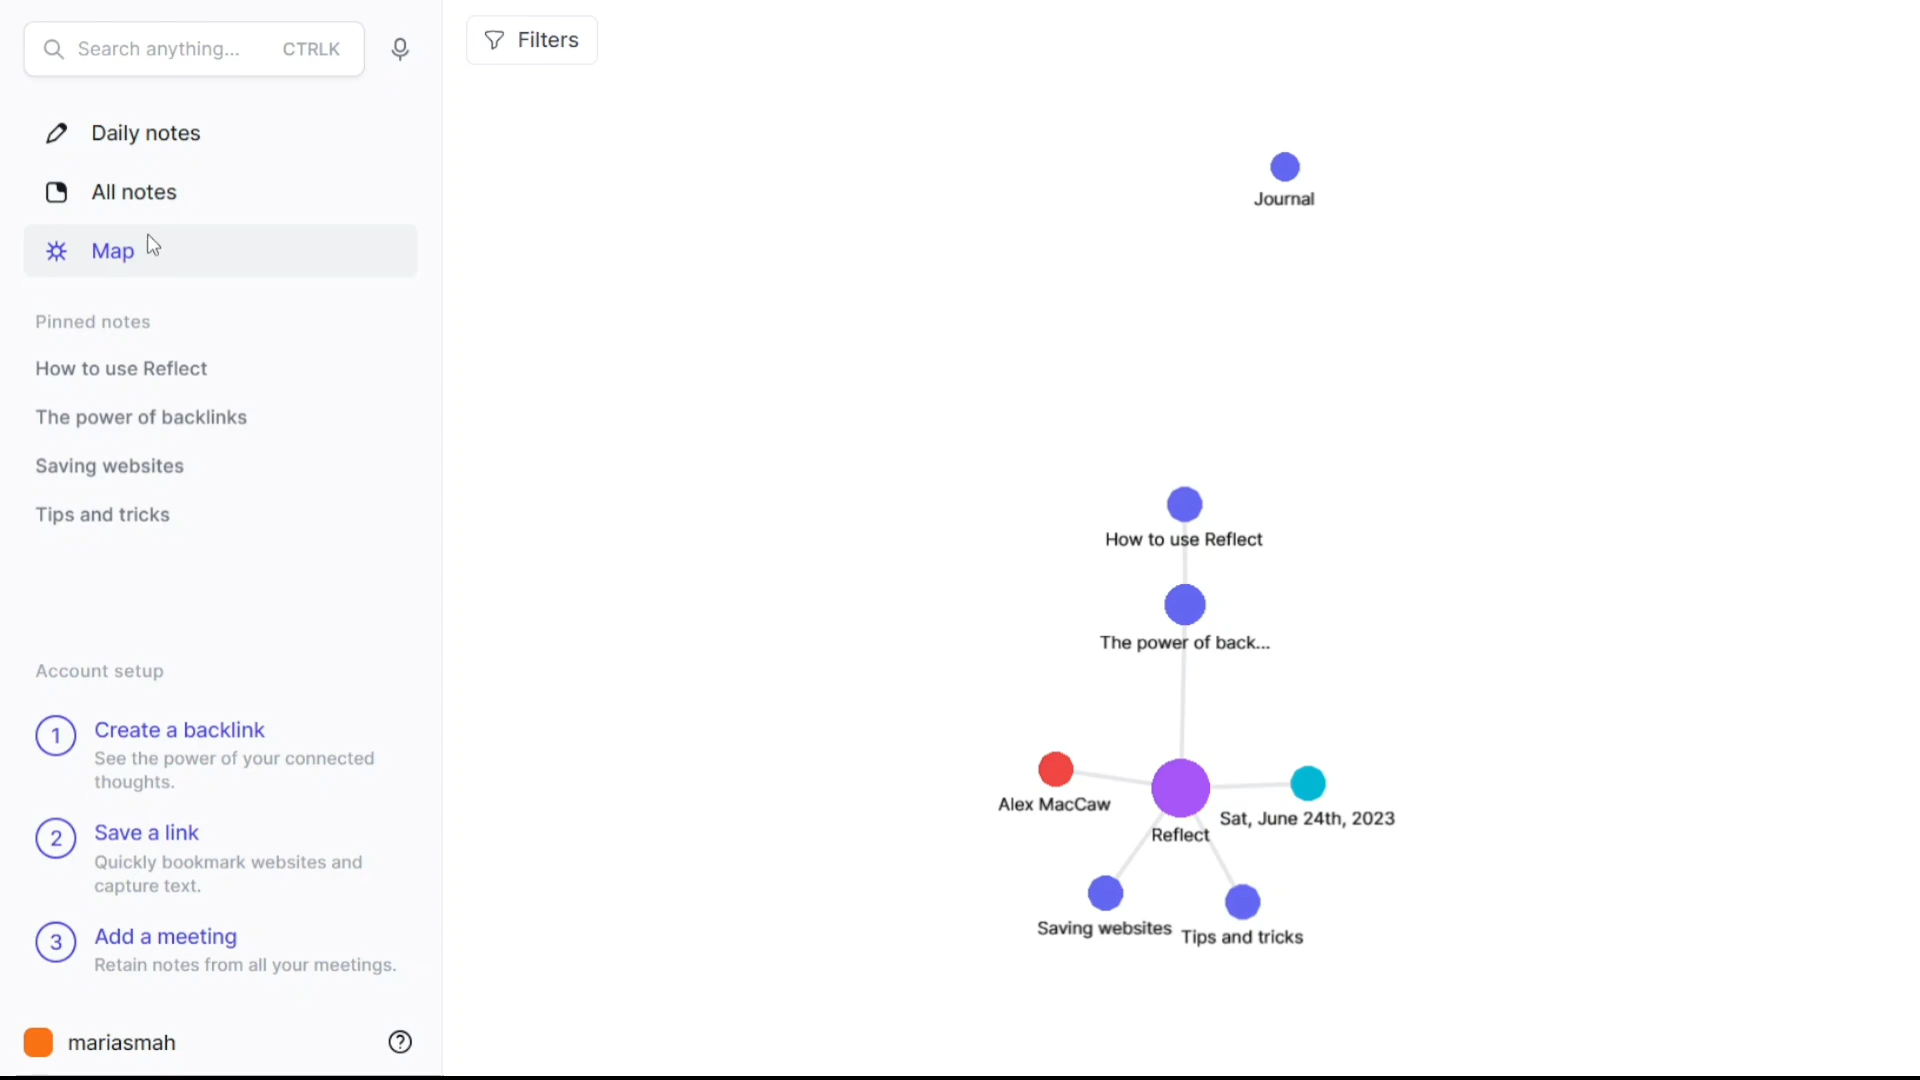 Search anything... CTRLK
Daily notes
All notes
Map
Pinned notes
How to use Reflect
The power of backlinks
Saving websites
Tips and tricks
Account setup
1 Create a backlink
See the power of your connected
thoughts.
2 Save a link
Quickly bookmark websites and
capture text.
3 Add a meeting
Retain notes from all your meetings.
mariasmah
Filters
Journal
How to use Reflect
The power of back...
Alex MacCaw
Reflect
Sat, June 24th, 2023
Saving websites
Tips and tricks